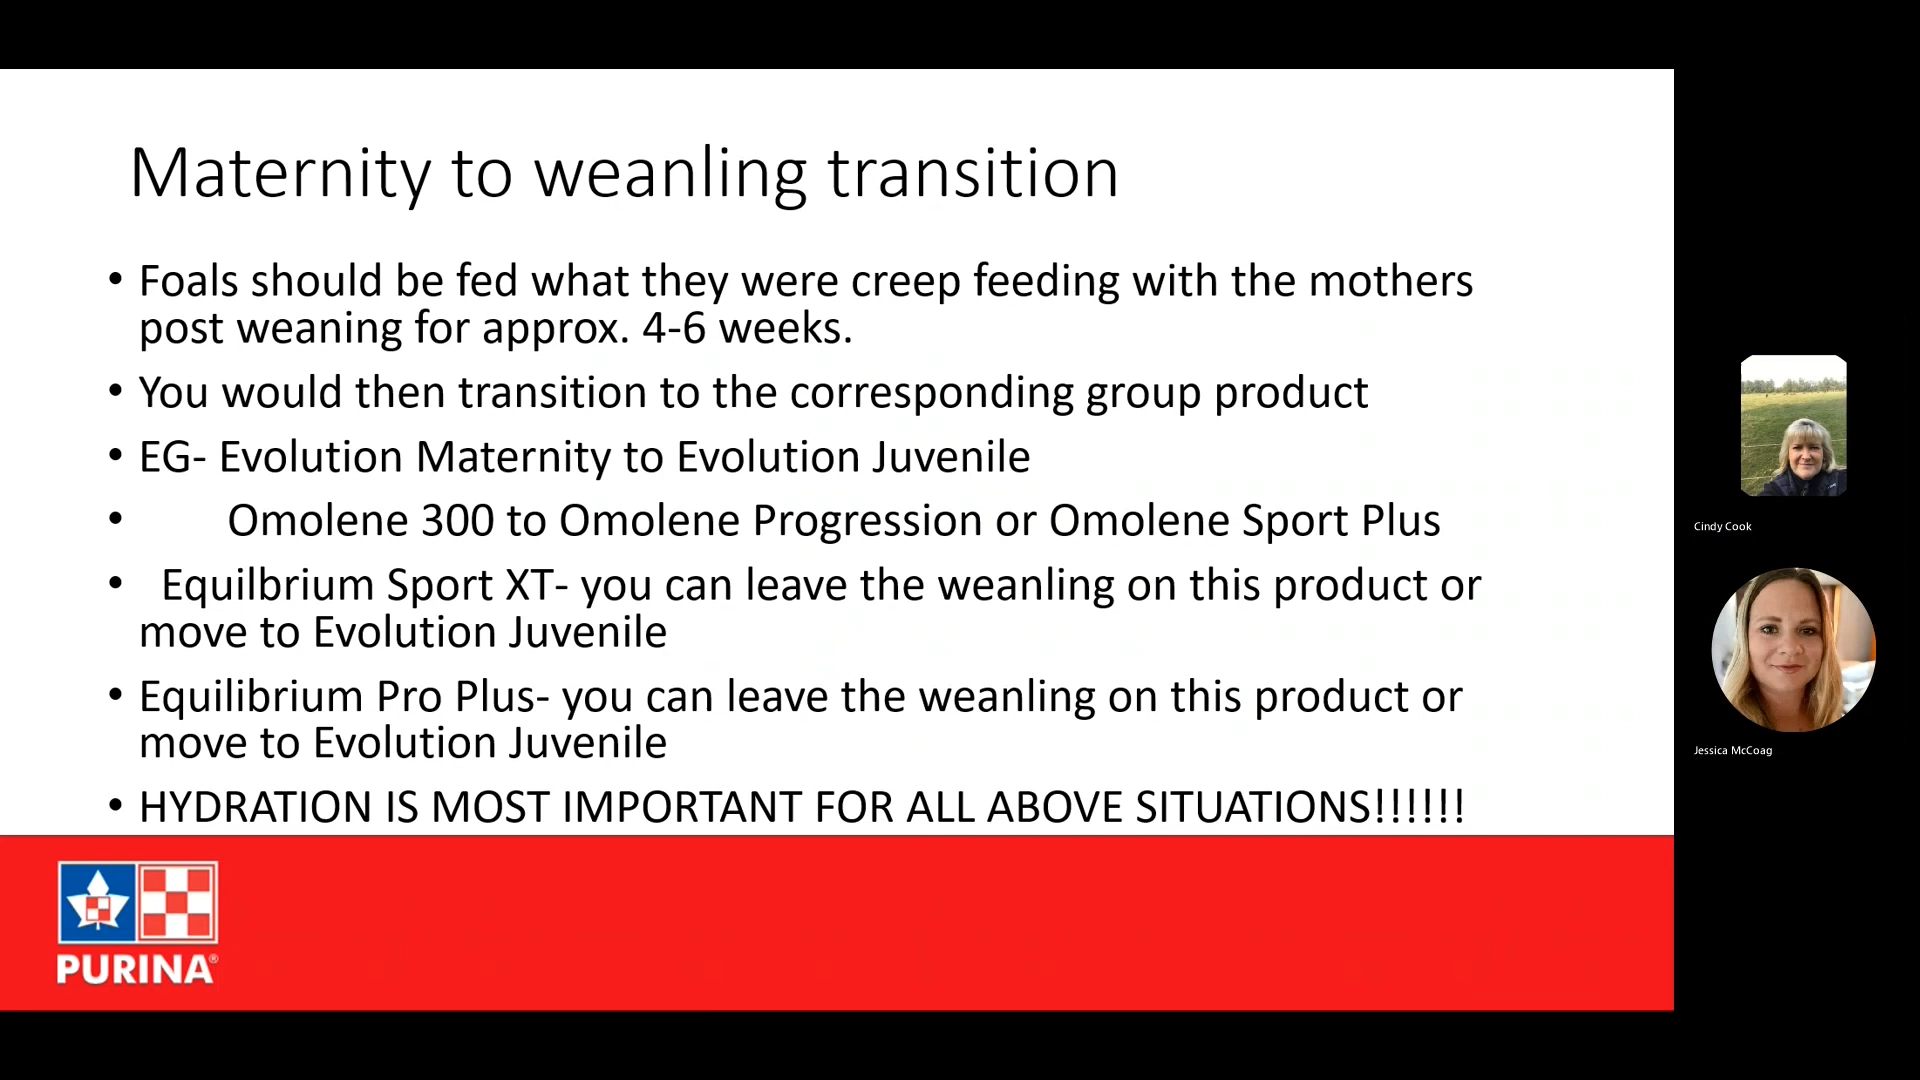 Maternity to weanling transition
• Foals should be fed what they were creep feeding with the mothers
post weaning for approx. 4-6 weeks.
• You would then transition to the corresponding group product
• EG- Evolution Maternity to Evolution Juvenile
• Omolene 300 to Omolene Progression or Omolene Sport Plus
• Equilbrium Sport XT- you can leave the weanling on this product or
move to Evolution Juvenile
• Equilibrium Pro Plus- you can leave the weanling on this product or
move to Evolution Juvenile
• HYDRATION IS MOST IMPORTANT FOR ALL ABOVE SITUATIONS!!!!!!
PURINA®
Cindy Cook
Jessica McCoag